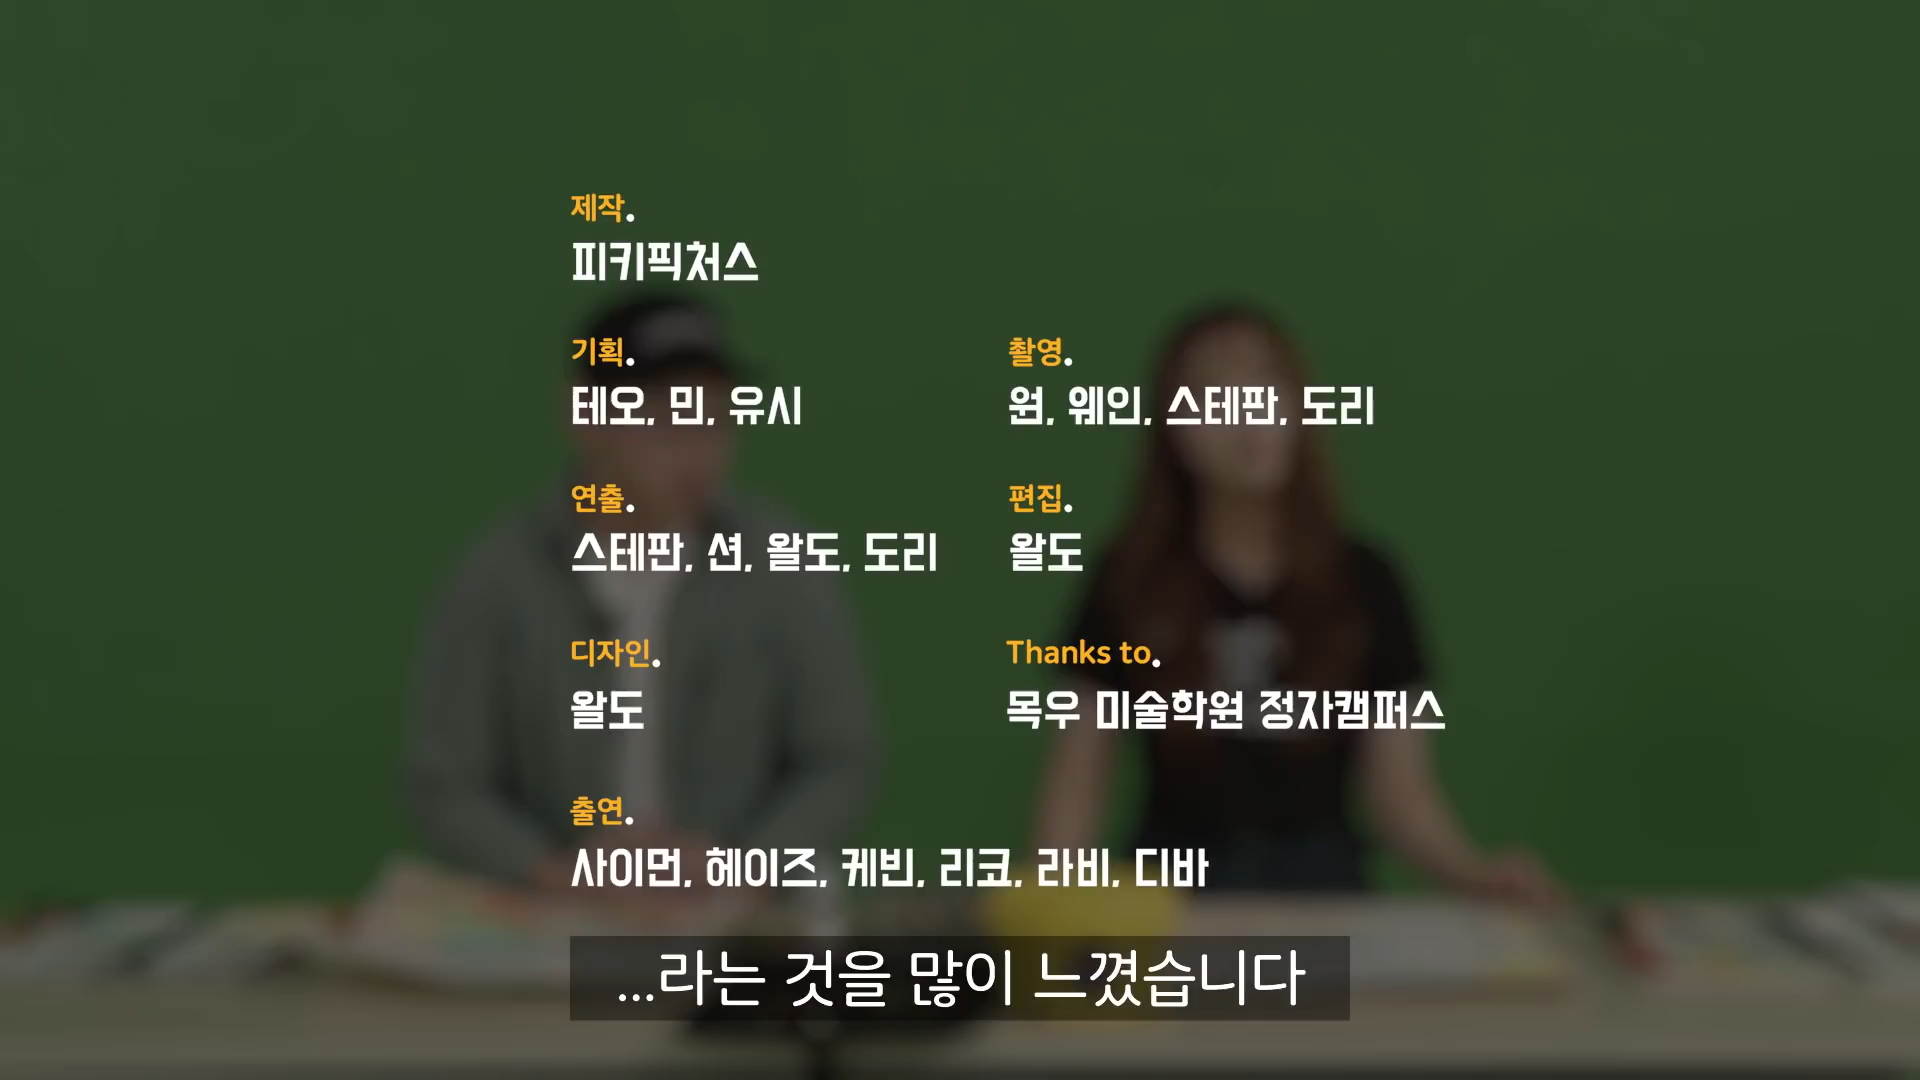 제작.
피키픽처스
기획.
테오, 민, 유시
촬영.
원, 웨인, 스테판, 도리
연출.
스테판, 션, 왈도, 도리
편집.
왈도
디자인.
왈도
Thanks to.
목우 미술학원 정자캠퍼스
출연.
사이먼, 헤이즈, 케빈, 리코, 라비, 디바
...라는 것을 많이 느꼈습니다